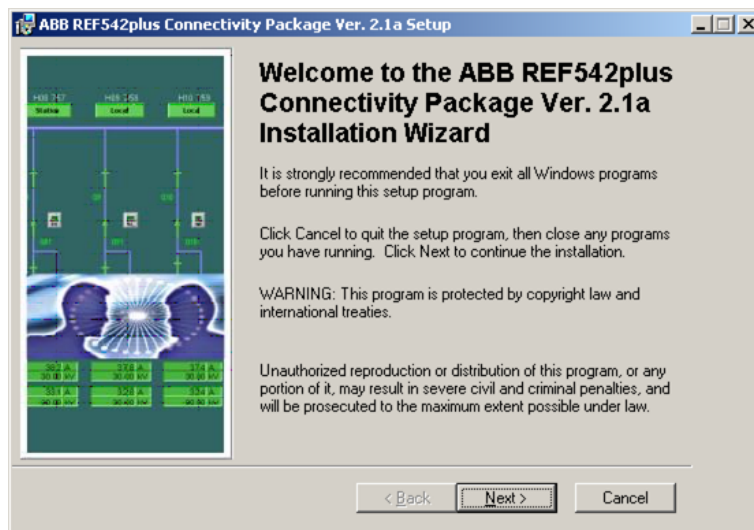 ABB REF542plus Connectivity Package Ver. 2.1a Setup
Welcome to the ABB REF542plus
Connectivity Package Ver. 2.1a
Installation Wizard
It is strongly recommended that you exit all Windows programs
before running this setup program.
Click Cancel to quit the setup program, then close any programs
you have running. Click Next to continue the installation.
WARNING: This program is protected by copyright law and
international treaties.
Unauthorized reproduction or distribution of this program, or any
portion of it, may result in severe civil and criminal penalties, and
will be prosecuted to the maximum extent possible under law.
Local
Local
< Back
Next >
Cancel